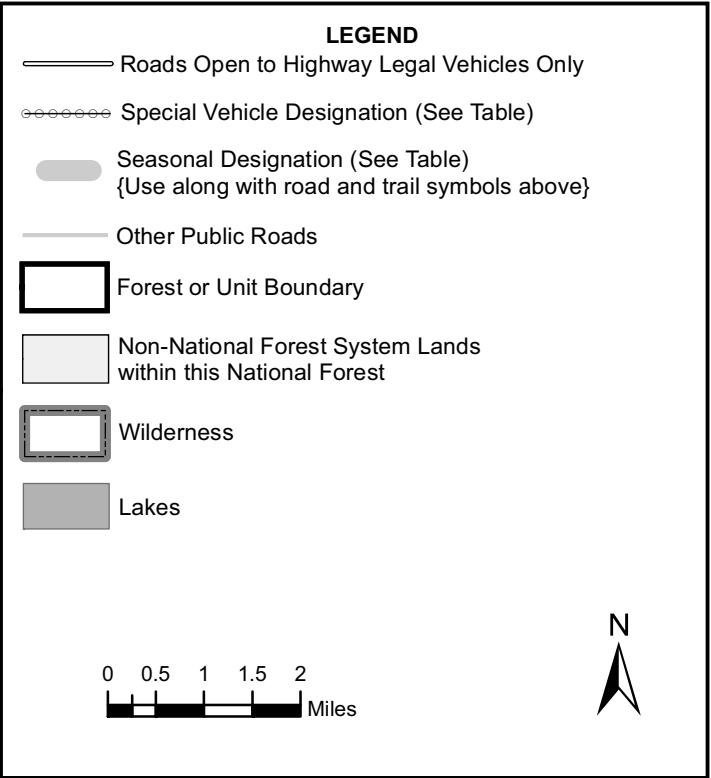 LEGEND
Roads Open to Highway Legal Vehicles Only
Special Vehicle Designation (See Table)
Seasonal Designation (See Table)
{Use along with road and trail symbols above}
Other Public Roads
Forest or Unit Boundary
Non-National Forest System Lands
within this National Forest
Wilderness
Lakes
N
0 0.5 1 1.5 2
Miles